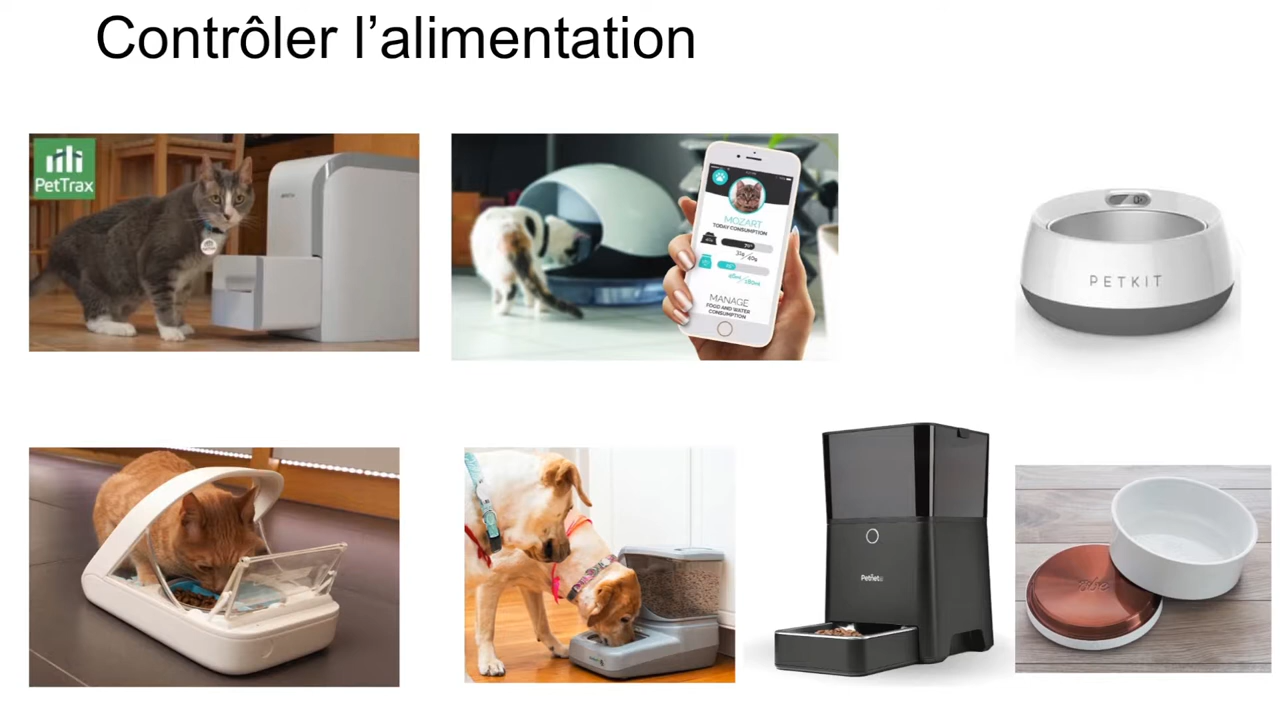 Contrôler l’alimentation
PetTrax
MOZART
TODAY CONSUMPTION
MANAGE
FOOD AND WATER
CONSUMPTION
PETKIT